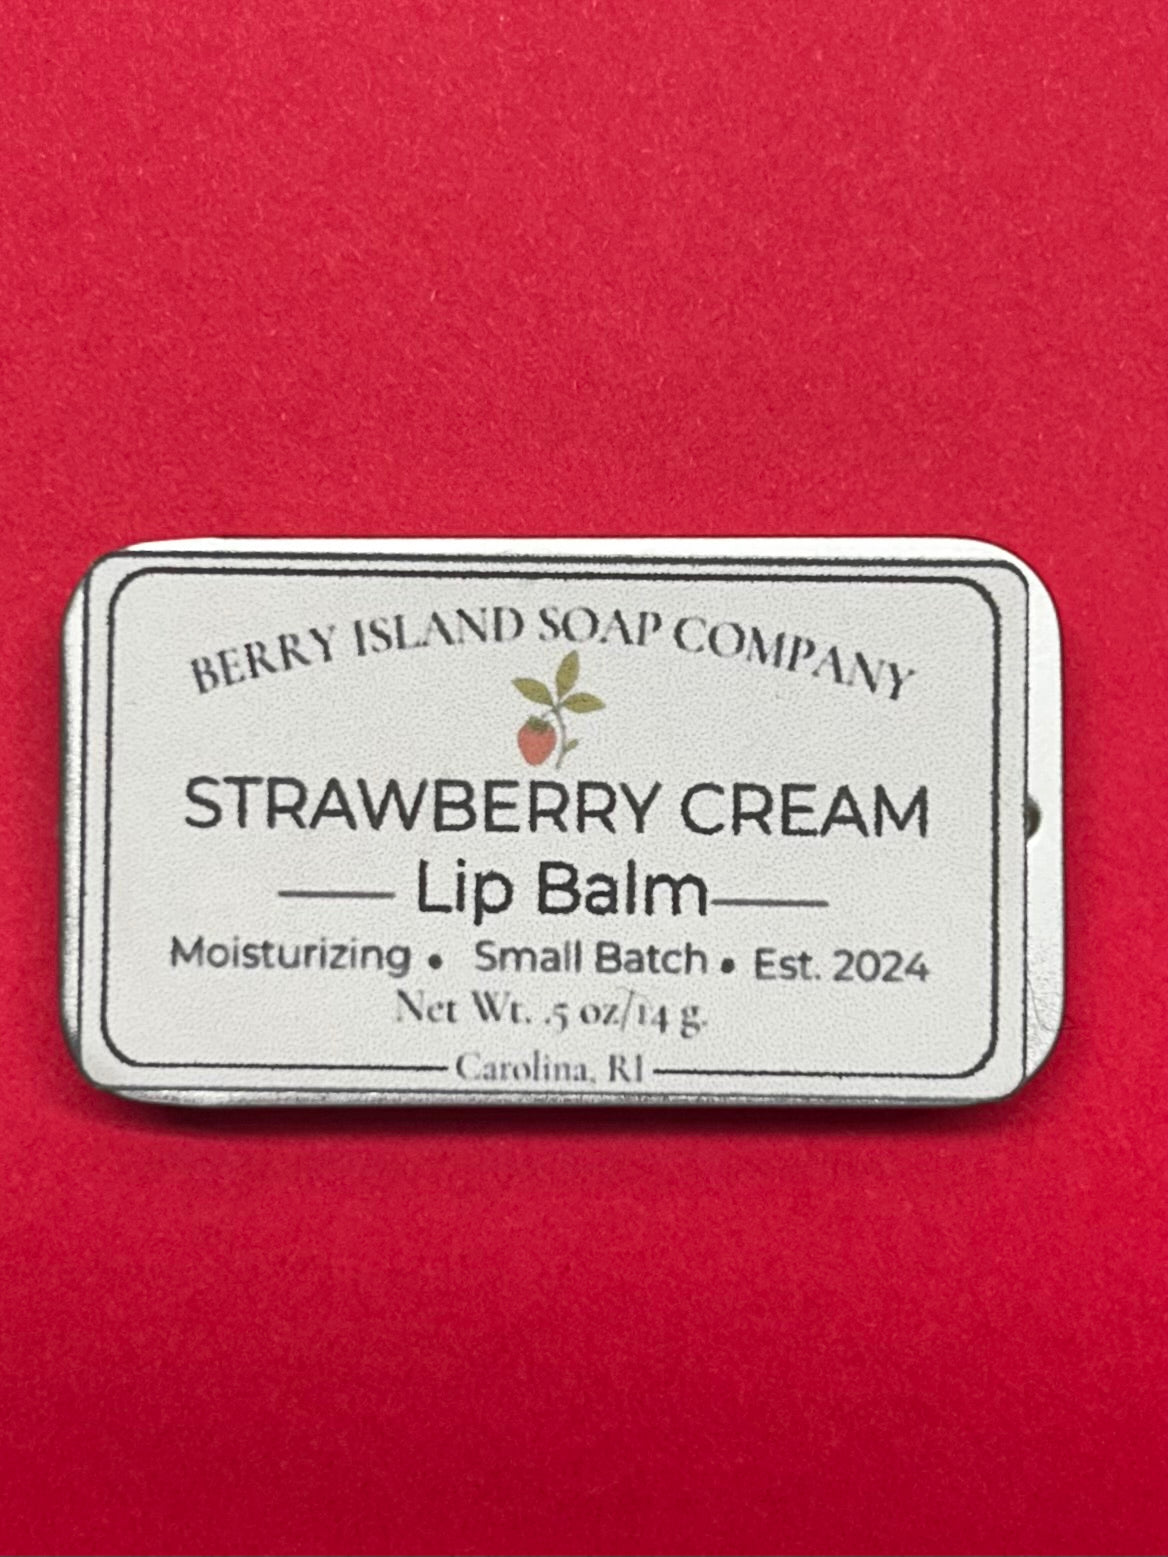 BERRY ISLAND SOAP COMPANY
STRAWBERRY CREAM
Lip Balm
Moisturizing • Small Batch • Est. 2024
Net Wt. .5 oz/14 g.
Carolina, RI